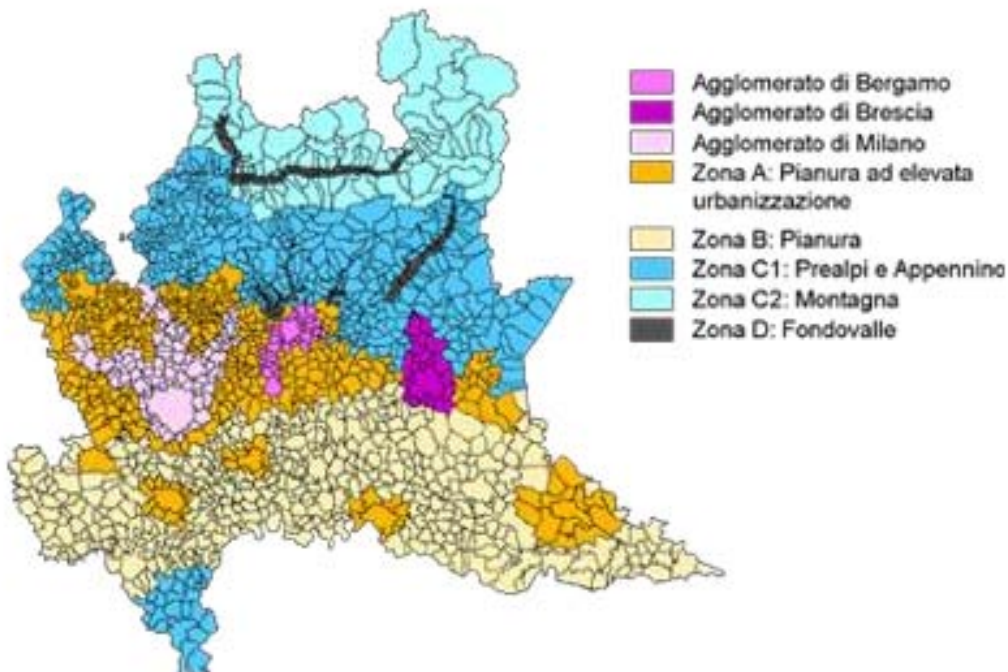 Agglomerato di Bergamo
Agglomerato di Brescia
Agglomerato di Milano
Zona A: Pianura ad elevata
urbanizzazione
Zona B: Pianura
Zona C1: Prealpi e Appennino
Zona C2: Montagna
Zona D: Fondovalle